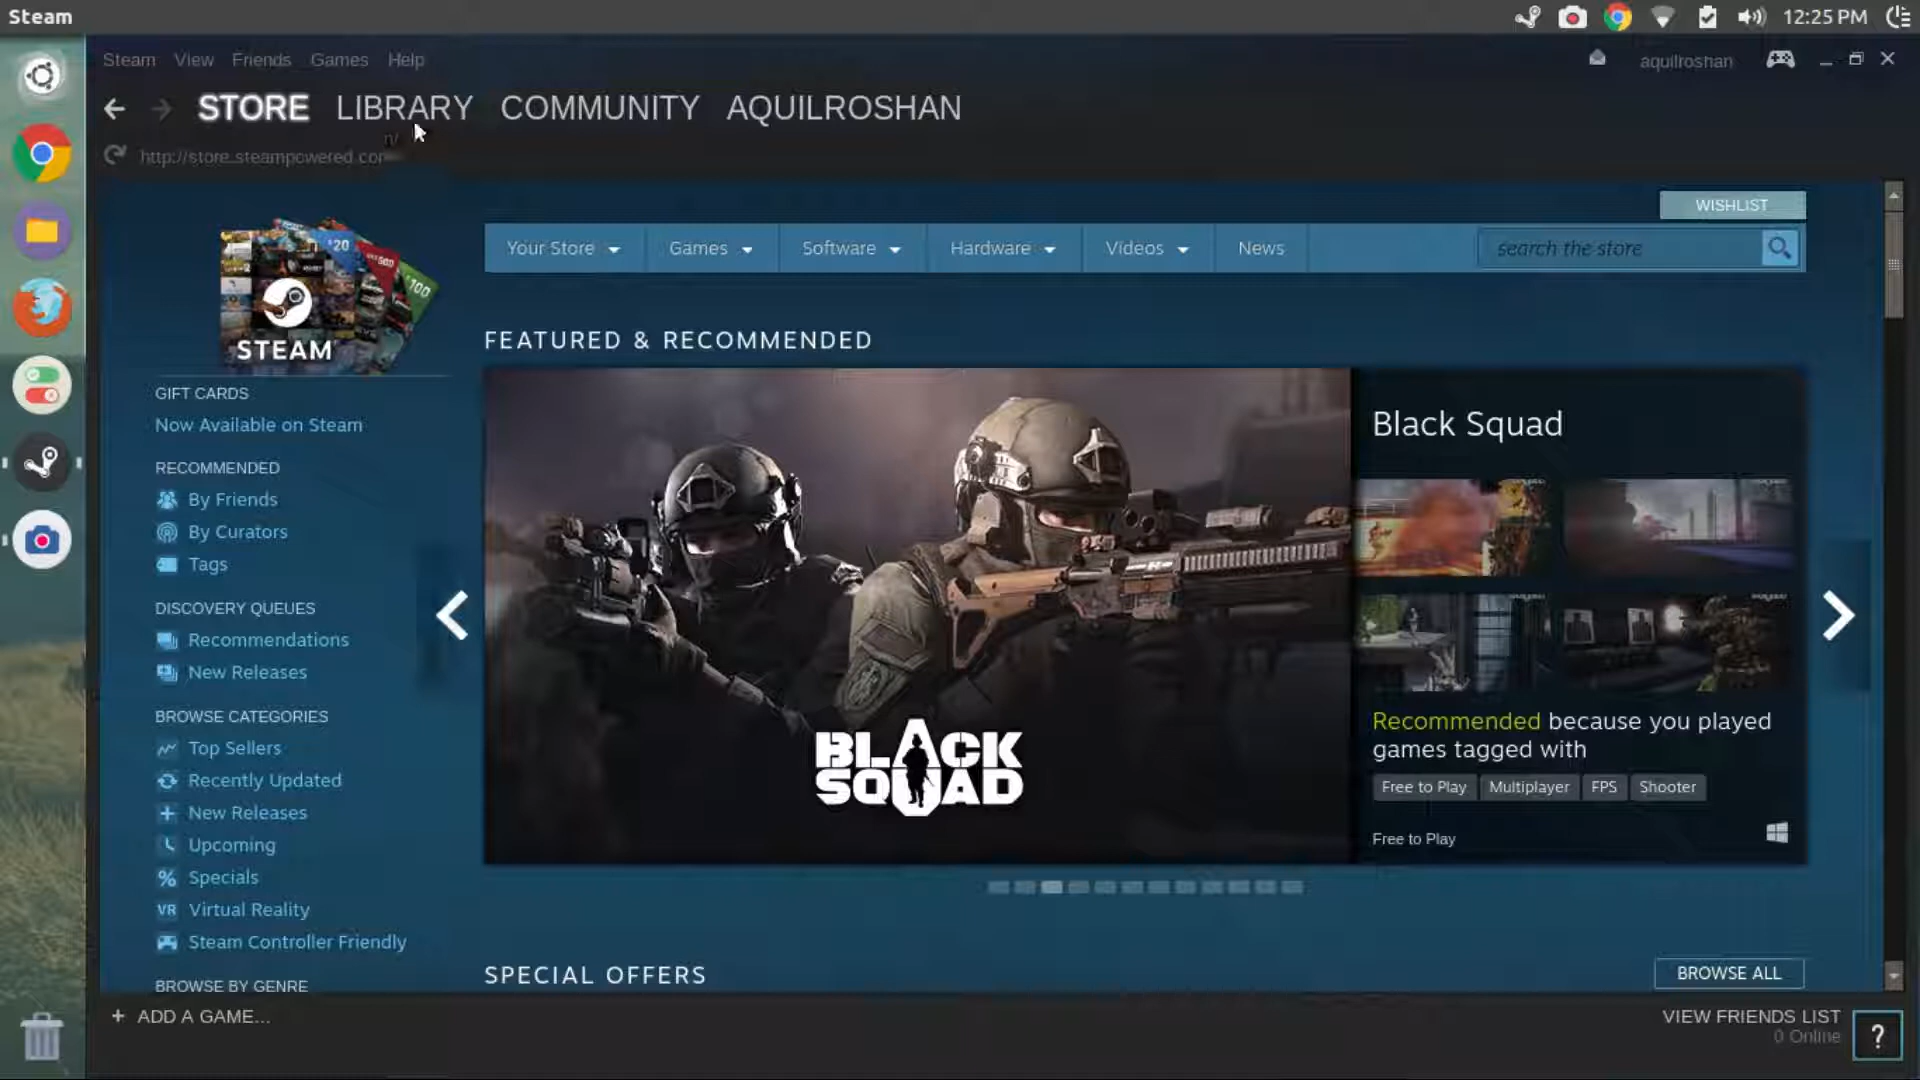 Steam
12:25 PM
Steam View Friends Games Help
aquilroshan
STORE LIBRARY COMMUNITY AQUILROSHAN
http://store.steampowered.com/
WISHLIST
Your Store Games Software Hardware Videos News
search the store
$20
$100
STEAM
FEATURED & RECOMMENDED
GIFT CARDS
Now Available on Steam
RECOMMENDED
By Friends
By Curators
Tags
DISCOVERY QUEUES
Recommendations
New Releases
BROWSE CATEGORIES
Top Sellers
Recently Updated
New Releases
Upcoming
% Specials
VR Virtual Reality
Steam Controller Friendly
BROWSE BY GENRE
BLACK
SQUAD
Black Squad
Recommended because you played
games tagged with
Free to Play Multiplayer FPS Shooter
Free to Play
SPECIAL OFFERS
BROWSE ALL
+ ADD A GAME...
VIEW FRIENDS LIST
0 Online
?